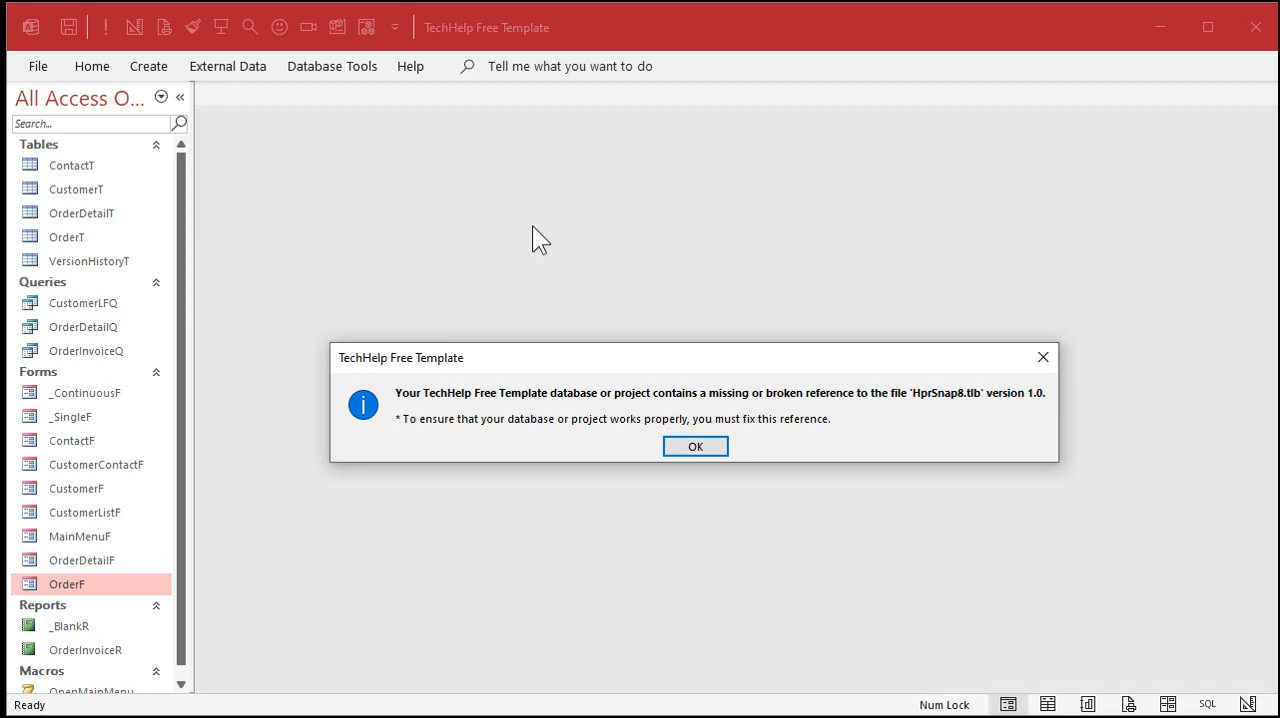 TechHelp Free Template
File Home Create External Data Database Tools Help Tell me what you want to do
All Access O...
Search...
Tables
ContactT
CustomerT
OrderDetailT
OrderT
VersionHistoryT
Queries
CustomerLFQ
OrderDetailQ
OrderInvoiceQ
Forms
_ContinuousF
_SingleF
ContactF
CustomerContactF
CustomerF
CustomerListF
MainMenuF
OrderDetailF
OrderF
Reports
_BlankR
OrderInvoiceR
Macros
OpenMainMenu
TechHelp Free Template
Your TechHelp Free Template database or project contains a missing or broken reference to the file 'HprSnap8.tlb' version 1.0.
* To ensure that your database or project works properly, you must fix this reference.
OK
Ready Num Lock SQL